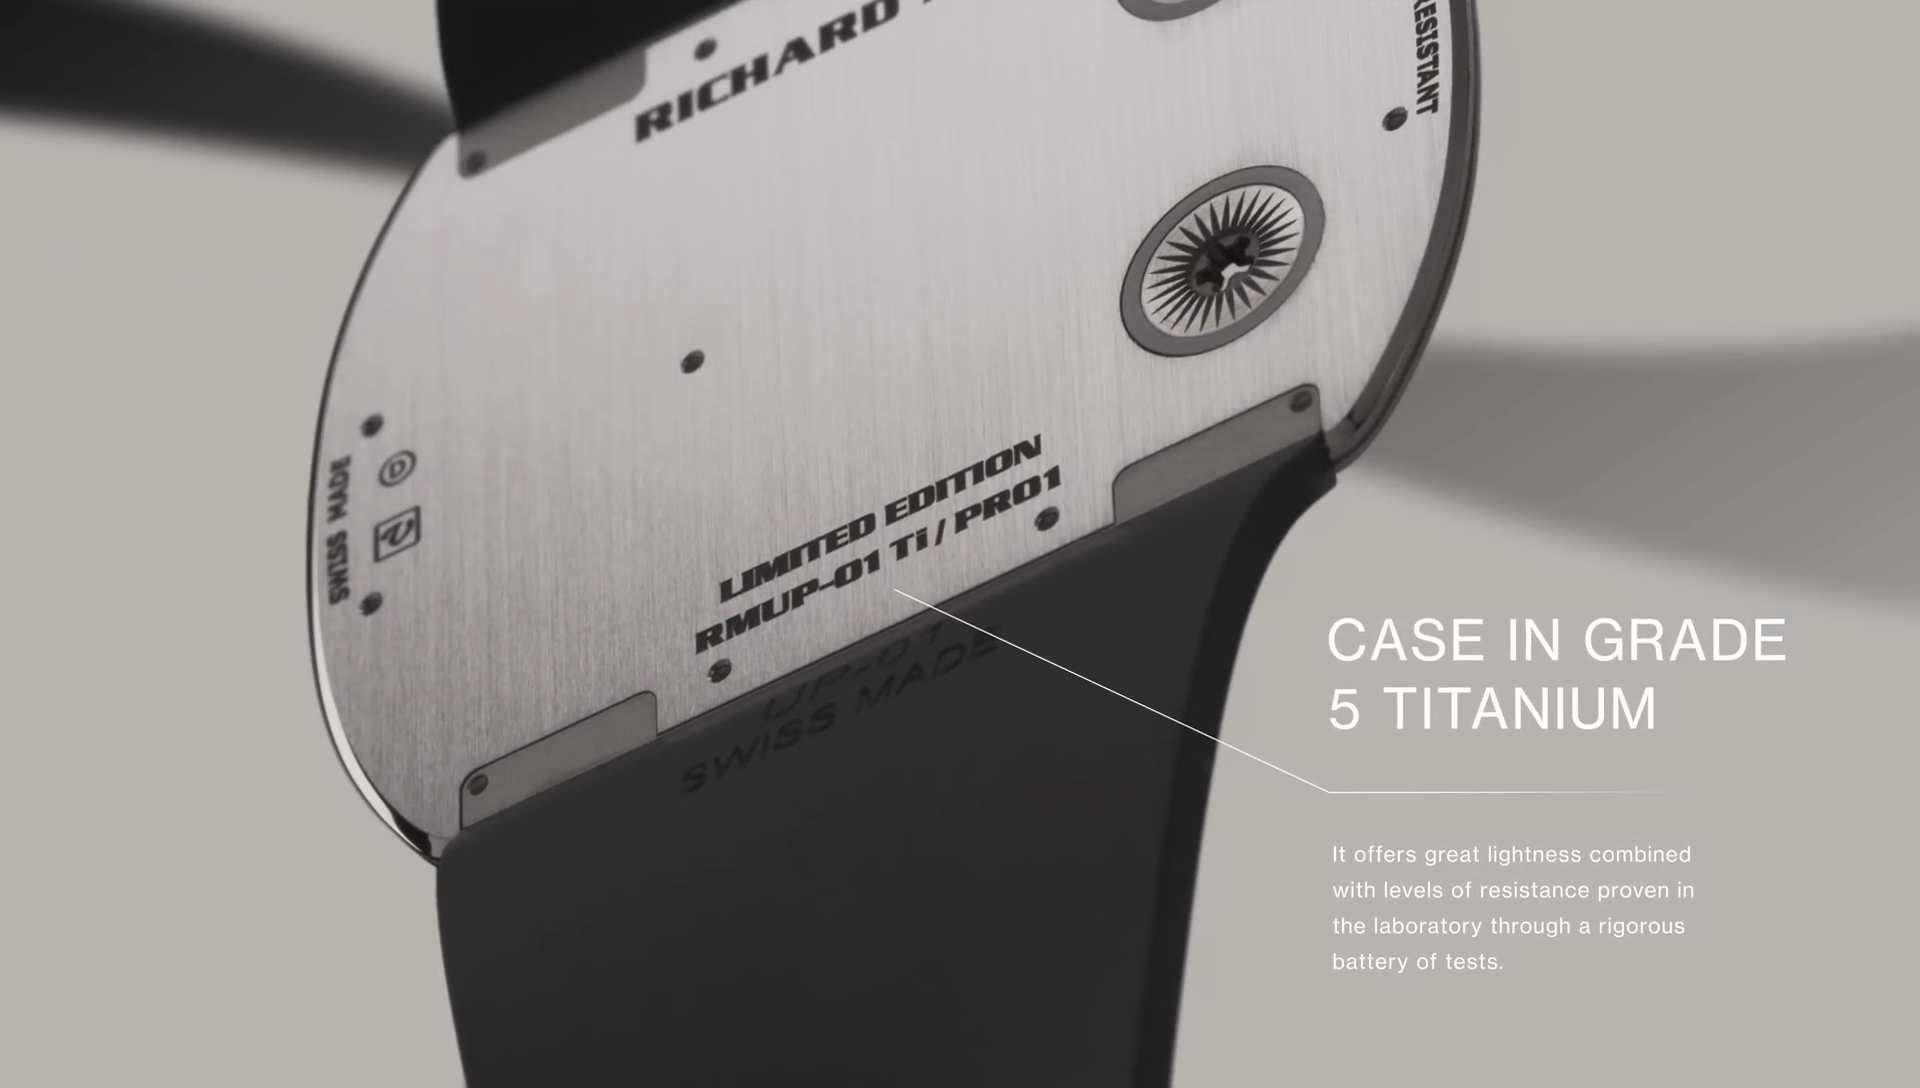 RICHARD
RESISTANT
SWISS MADE
D
LIMITED EDITION
RMUP-01 Ti / PR01
UP-01
SWISS MADE
CASE IN GRADE
5 TITANIUM
It offers great lightness combined
with levels of resistance proven in
the laboratory through a rigorous
battery of tests.